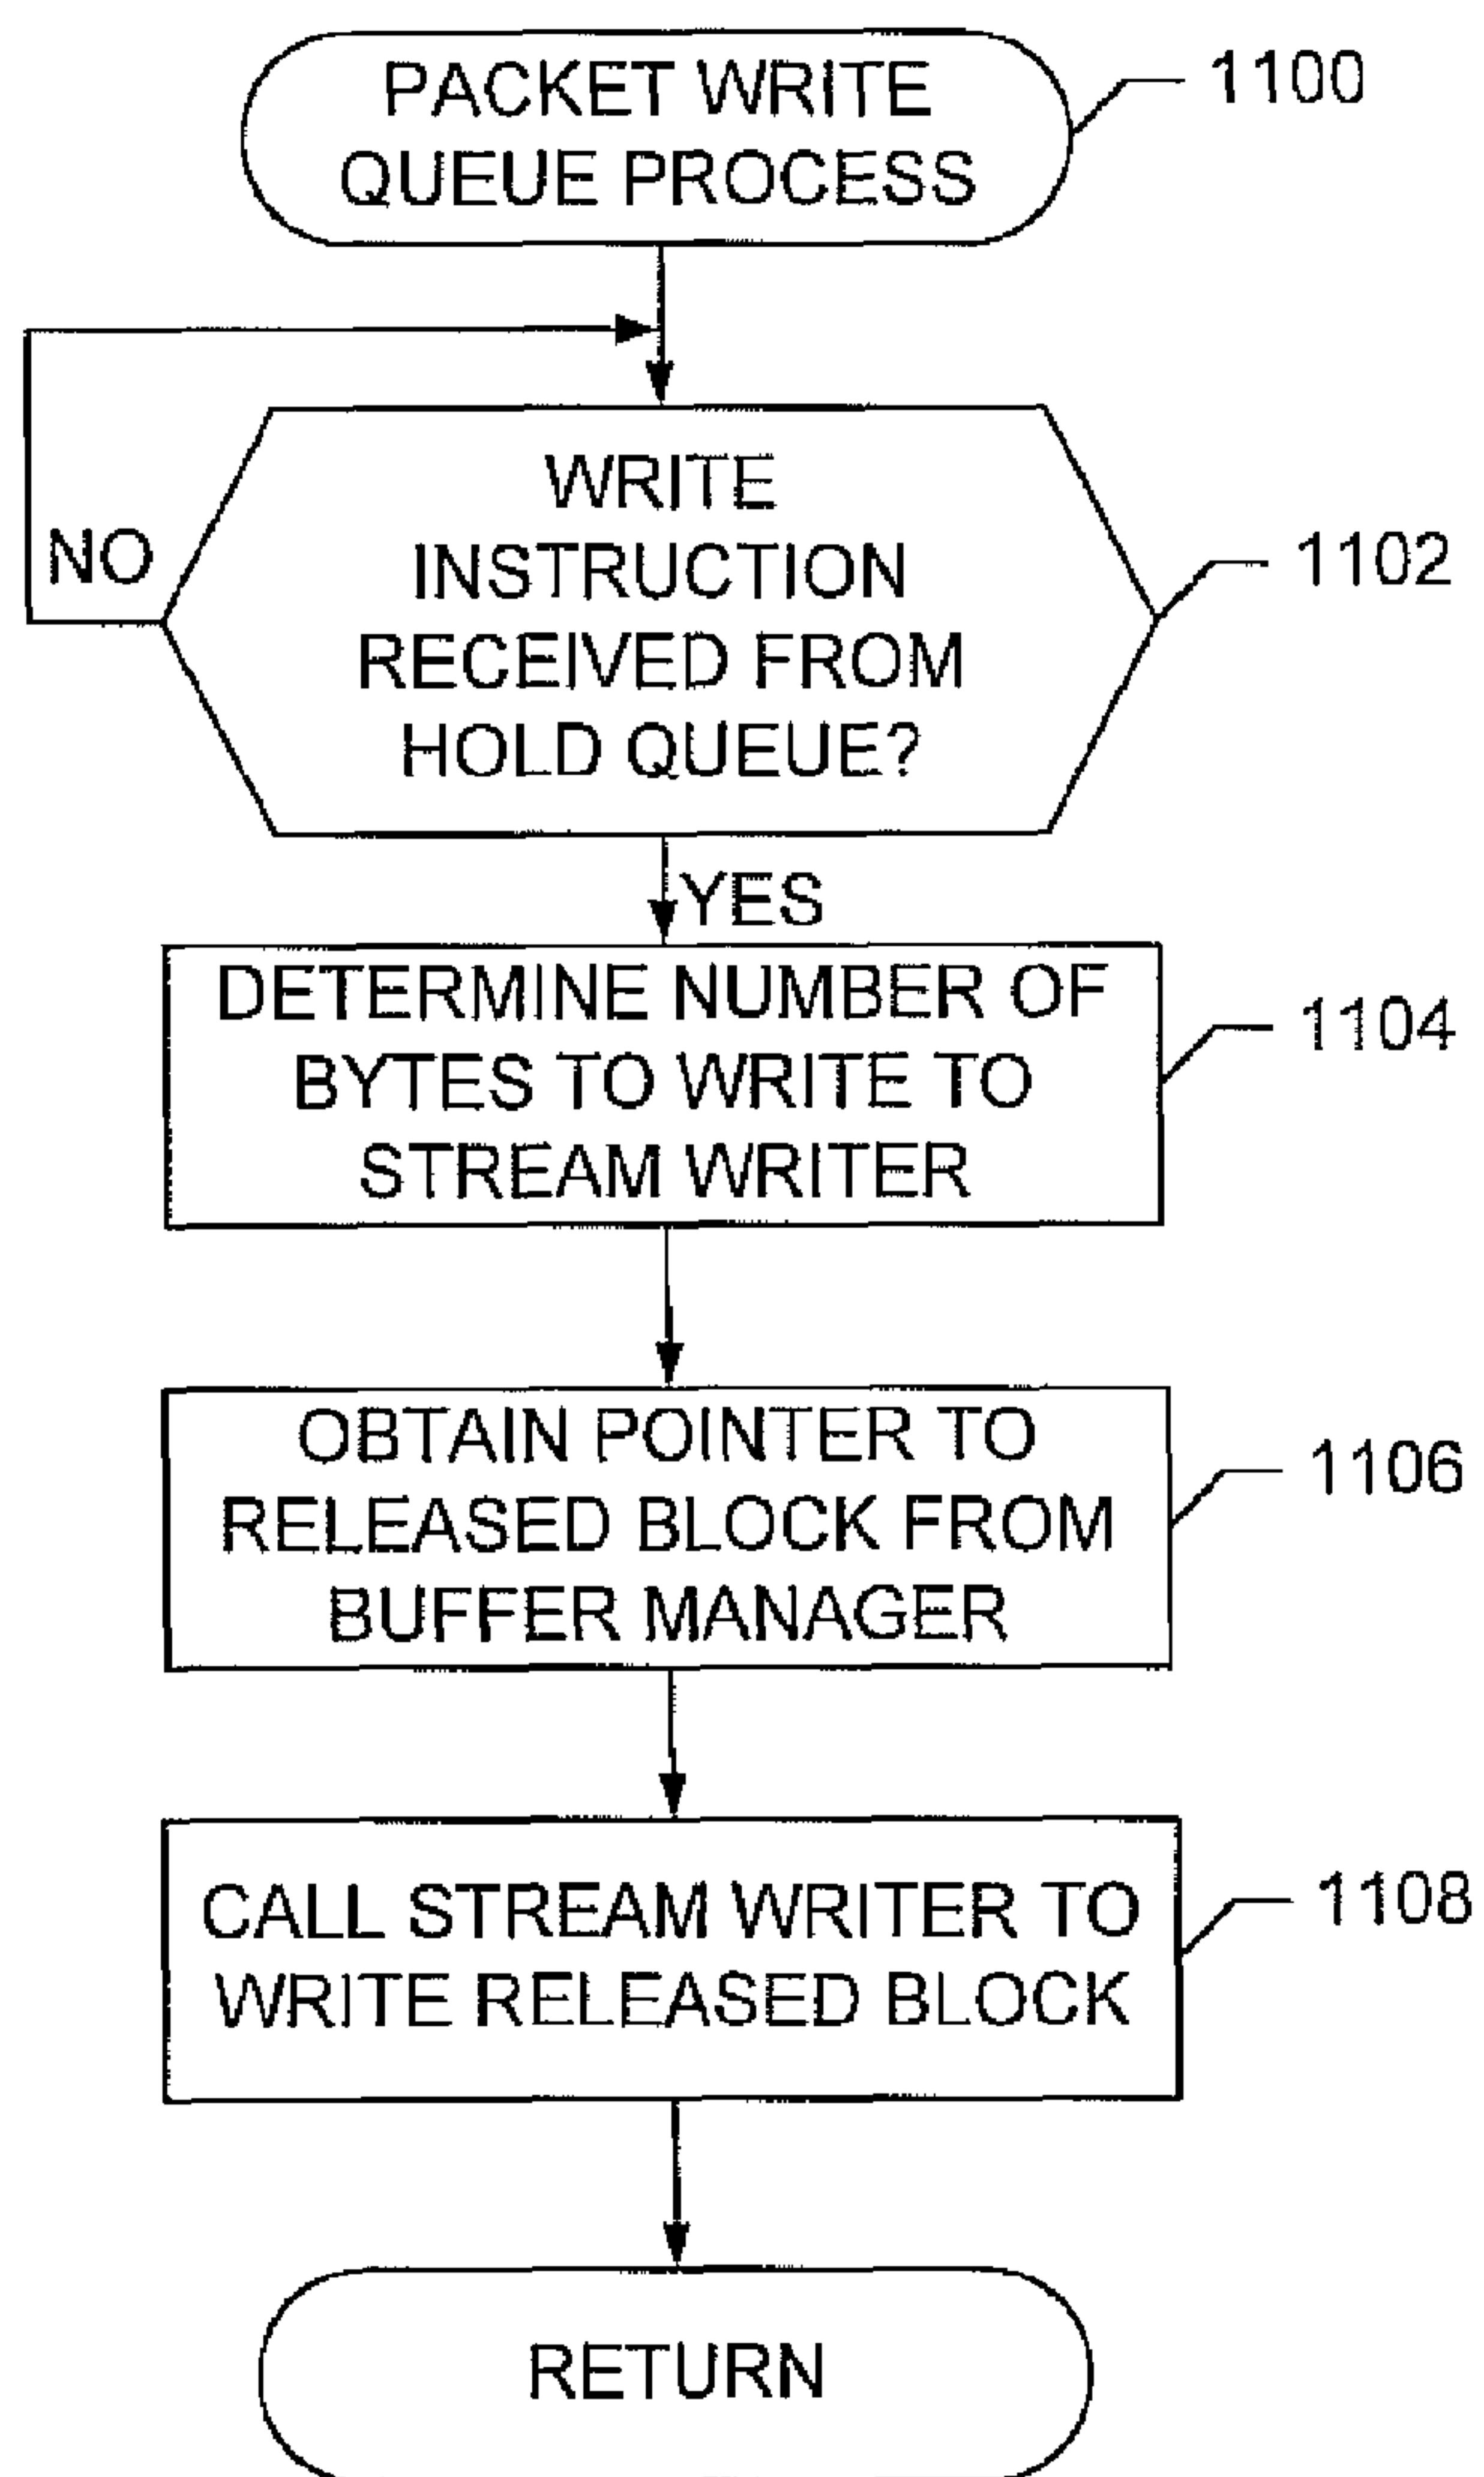 PACKET WRITE
QUEUE PROCESS
1100
WRITE
INSTRUCTION
RECEIVED FROM
HOLD QUEUE?
NO
1102
YES
DETERMINE NUMBER OF
BYTES TO WRITE TO
STREAM WRITER
1104
OBTAIN POINTER TO
RELEASED BLOCK FROM
BUFFER MANAGER
1106
CALL STREAM WRITER TO
WRITE RELEASED BLOCK
1108
RETURN